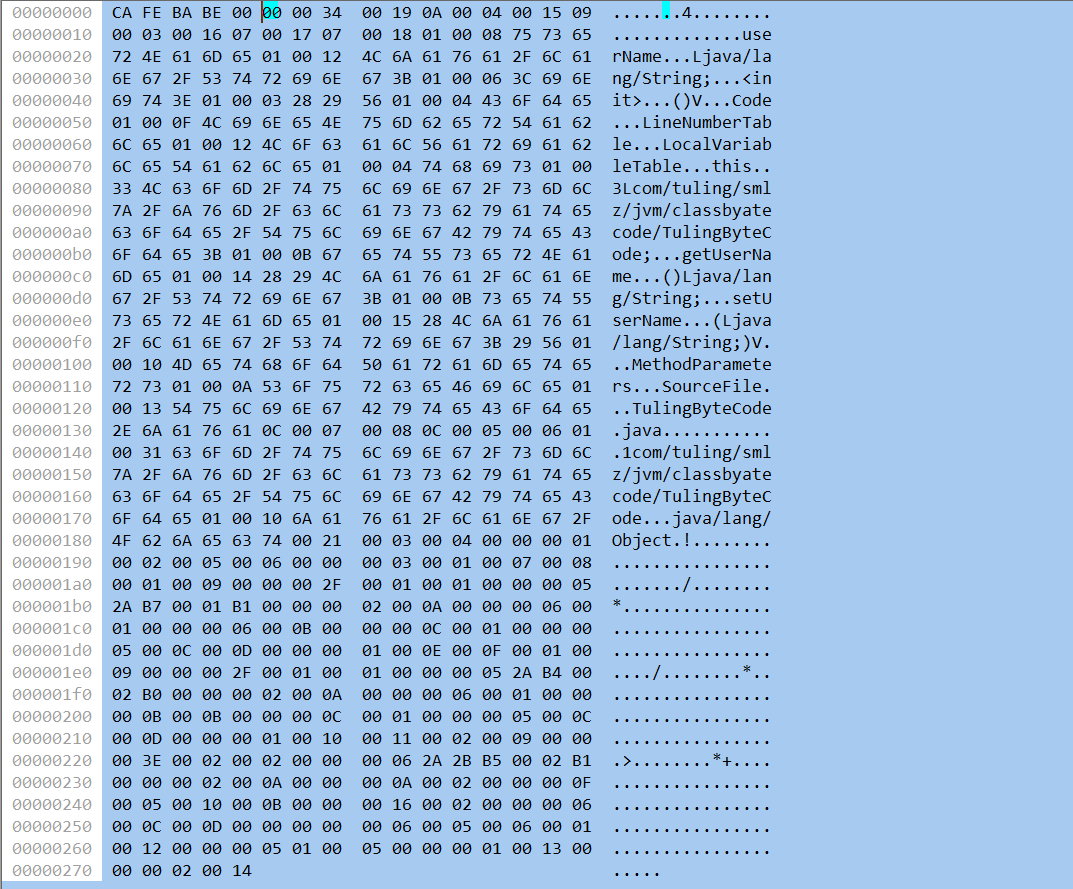 00000000 CA FE BA BE 00 00 00 34 00 19 0A 00 04 00 15 09 .......4........
00000010 00 03 00 16 07 00 17 07 00 18 01 00 08 75 73 65 .............use
00000020 72 4E 61 6D 65 01 00 12 4C 6A 61 76 61 2F 6C 61 rName...Ljava/la
00000030 6E 67 2F 53 74 72 69 6E 67 3B 01 00 06 3C 69 6E ng/String;...<in
00000040 69 74 3E 01 00 03 28 29 56 01 00 04 43 6F 64 65 it>...()V...Code
00000050 01 00 0F 4C 69 6E 65 4E 75 6D 62 65 72 54 61 62 ...LineNumberTab
00000060 6C 65 01 00 12 4C 6F 63 61 6C 56 61 72 69 61 62 le...LocalVariab
00000070 6C 65 54 61 62 6C 65 01 00 04 74 68 69 73 01 00 leTable...this..
00000080 33 4C 63 6F 6D 2F 74 75 6C 69 6E 67 2F 73 6D 6C 3Lcom/tuling/sml
00000090 7A 2F 6A 76 6D 2F 63 6C 61 73 73 62 79 61 74 65 z/jvm/classbyate
000000a0 63 6F 64 65 2F 54 75 6C 69 6E 67 42 79 74 65 43 code/TulingByteC
000000b0 6F 64 65 3B 01 00 0B 67 65 74 55 73 65 72 4E 61 ode;...getUserNa
000000c0 6D 65 01 00 14 28 29 4C 6A 61 76 61 2F 6C 61 6E me...()Ljava/lan
000000d0 67 2F 53 74 72 69 6E 67 3B 01 00 0B 73 65 74 55 g/String;...setU
000000e0 73 65 72 4E 61 6D 65 01 00 15 28 4C 6A 61 76 61 serName...(Ljava
000000f0 2F 6C 61 6E 67 2F 53 74 72 69 6E 67 3B 29 56 01 /lang/String;)V.
00000100 00 10 4D 65 74 68 6F 64 50 61 72 61 6D 65 74 65 ..MethodParamete
00000110 72 73 01 00 0A 53 6F 75 72 63 65 46 69 6C 65 01 rs...SourceFile.
00000120 00 13 54 75 6C 69 6E 67 42 79 74 65 43 6F 64 65 ..TulingByteCode
00000130 2E 6A 61 76 61 0C 00 07 00 08 0C 00 05 00 06 01 .java...........
00000140 00 31 63 6F 6D 2F 74 75 6C 69 6E 67 2F 73 6D 6C .1com/tuling/sml
00000150 7A 2F 6A 76 6D 2F 63 6C 61 73 73 62 79 61 74 65 z/jvm/classbyate
00000160 63 6F 64 65 2F 54 75 6C 69 6E 67 42 79 74 65 43 code/TulingByteC
00000170 6F 64 65 01 00 10 6A 61 76 61 2F 6C 61 6E 67 2F ode...java/lang/
00000180 4F 62 6A 65 63 74 00 21 00 03 00 04 00 00 00 01 Object.!........
00000190 00 02 00 05 00 06 00 00 00 03 00 01 00 07 00 08 ................
000001a0 00 01 00 09 00 00 00 2F 00 01 00 01 00 00 00 05 ......./........
000001b0 2A B7 00 01 B1 00 00 00 02 00 0A 00 00 00 06 00 *...............
000001c0 01 00 00 00 06 00 0B 00 00 00 0C 00 01 00 00 00 ................
000001d0 05 00 0C 00 0D 00 00 00 01 00 0E 00 0F 00 01 00 ................
000001e0 09 00 00 00 2F 00 01 00 01 00 00 00 05 2A B4 00 ..../........*..
000001f0 02 B0 00 00 00 02 00 0A 00 00 00 06 00 01 00 00 ................
00000200 00 0B 00 0B 00 00 00 0C 00 01 00 00 00 05 00 0C ................
00000210 00 0D 00 00 00 01 00 10 00 11 00 02 00 09 00 00 ................
00000220 00 3E 00 02 00 02 00 00 00 06 2A 2B B5 00 02 B1 .>........*+....
00000230 00 00 00 02 00 0A 00 00 00 0A 00 02 00 00 00 0F ................
00000240 00 05 00 10 00 0B 00 00 00 16 00 02 00 00 00 06 ................
00000250 00 0C 00 0D 00 00 00 00 00 06 00 05 00 06 00 01 ................
00000260 00 12 00 00 00 05 01 00 05 00 00 00 01 00 13 00 ................
00000270 00 00 02 00 14 .....